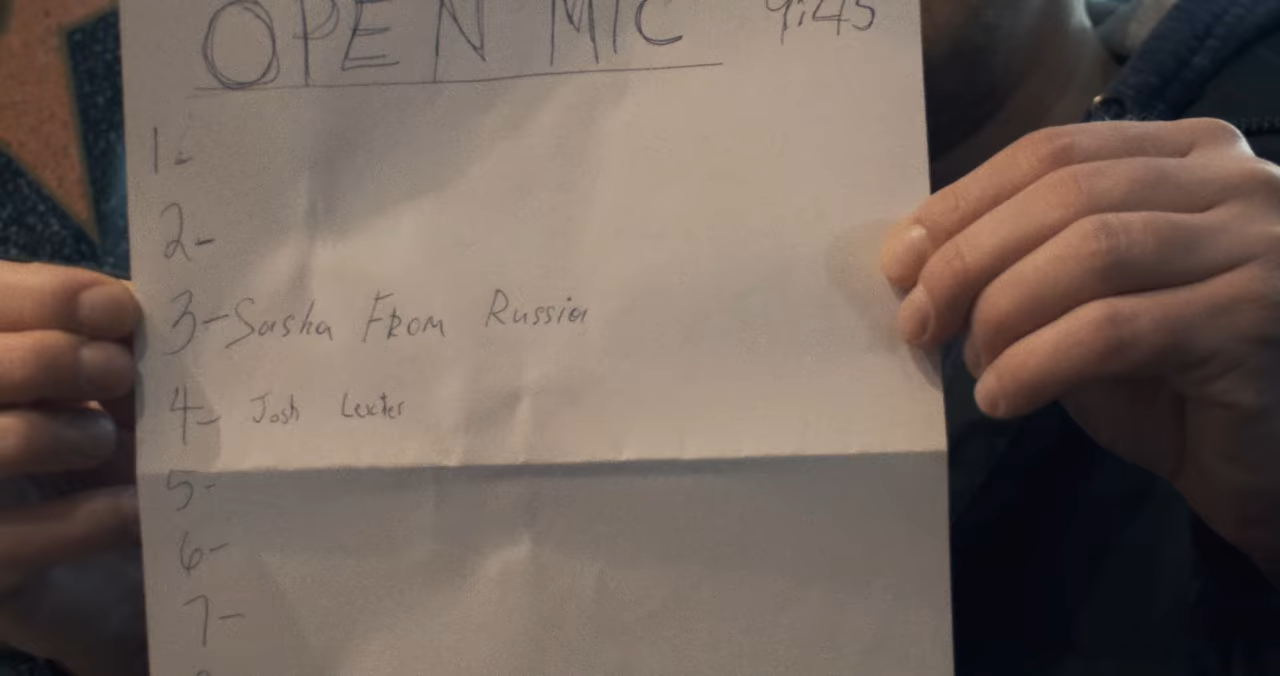 OPEN MIC 9:45
1-
2-
3-Sasha FROM Russia
4- Josh Lexter
5-
6-
7-